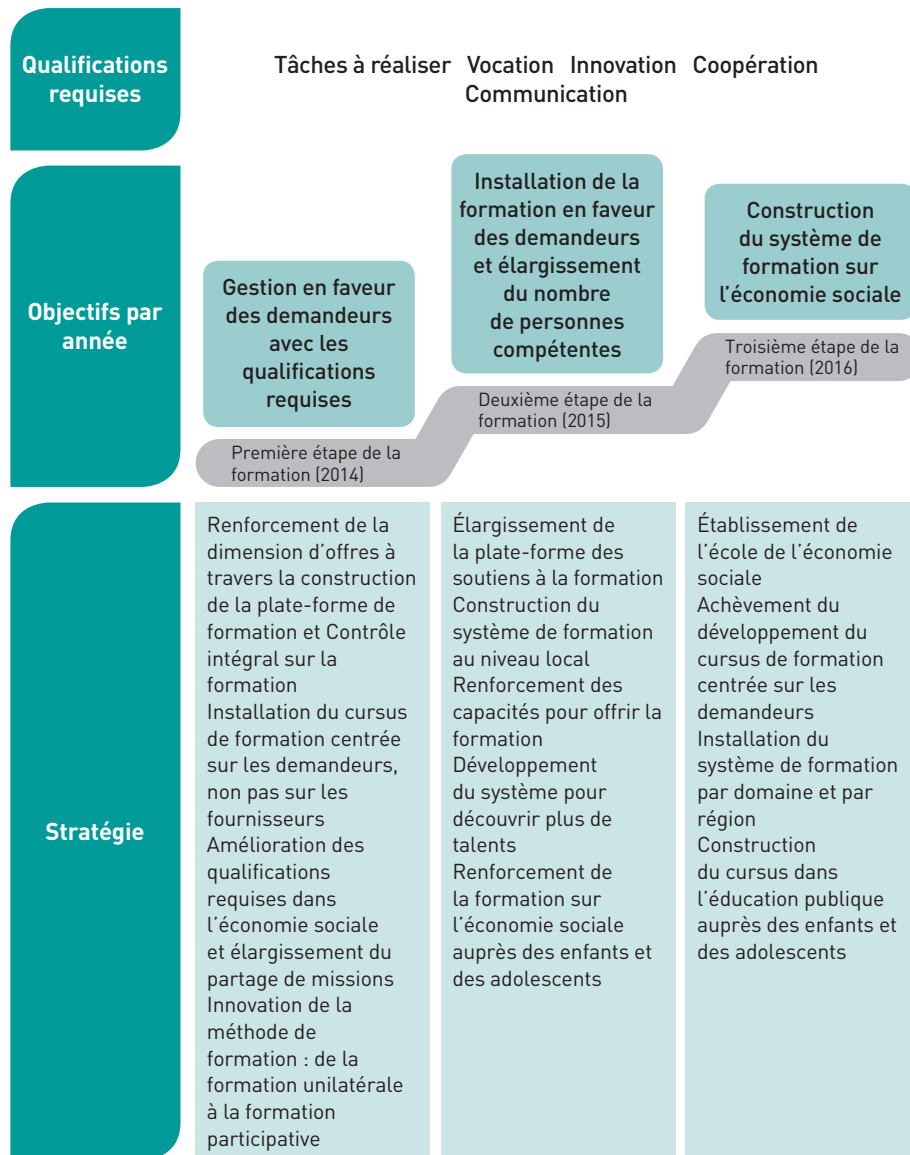 Qualifications
requises
Tâches à réaliser Vocation Innovation Coopération
Communication
Objectifs par
année
Gestion en faveur
des demandeurs
avec les
qualifications
requises
Première étape de la
formation (2014)
Installation de la
formation en faveur
des demandeurs
et élargissement
du nombre
de personnes
compétentes
Deuxième étape de la
formation (2015)
Construction
du système de
formation sur
l'économie sociale
Troisième étape de la
formation (2016)
Stratégie
Renforcement de la
dimension d'offres à
travers la construction
de la plate-forme de
formation et Contrôle
intégral sur la
formation
Installation du cursus
de formation centrée
sur les demandeurs,
non pas sur les
fournisseurs
Amélioration des
qualifications
requises dans
l'économie sociale
et élargissement du
partage de missions
Innovation de la
méthode de
formation : de la
formation unilatérale
à la formation
participative
Élargissement de
la plate-forme des
soutiens à la formation
Construction du
système de formation
au niveau local
Renforcement des
capacités pour offrir la
formation
Développement
du système pour
découvrir plus de
talents
Renforcement de
la formation sur
l'économie sociale
auprès des enfants et
des adolescents
Établissement de
l'école de l'économie
sociale
Achèvement du
développement du
cursus de formation
centrée sur les
demandeurs
Installation du
système de formation
par domaine et par
région
Construction
du cursus dans
l'éducation publique
auprès des enfants et
des adolescents